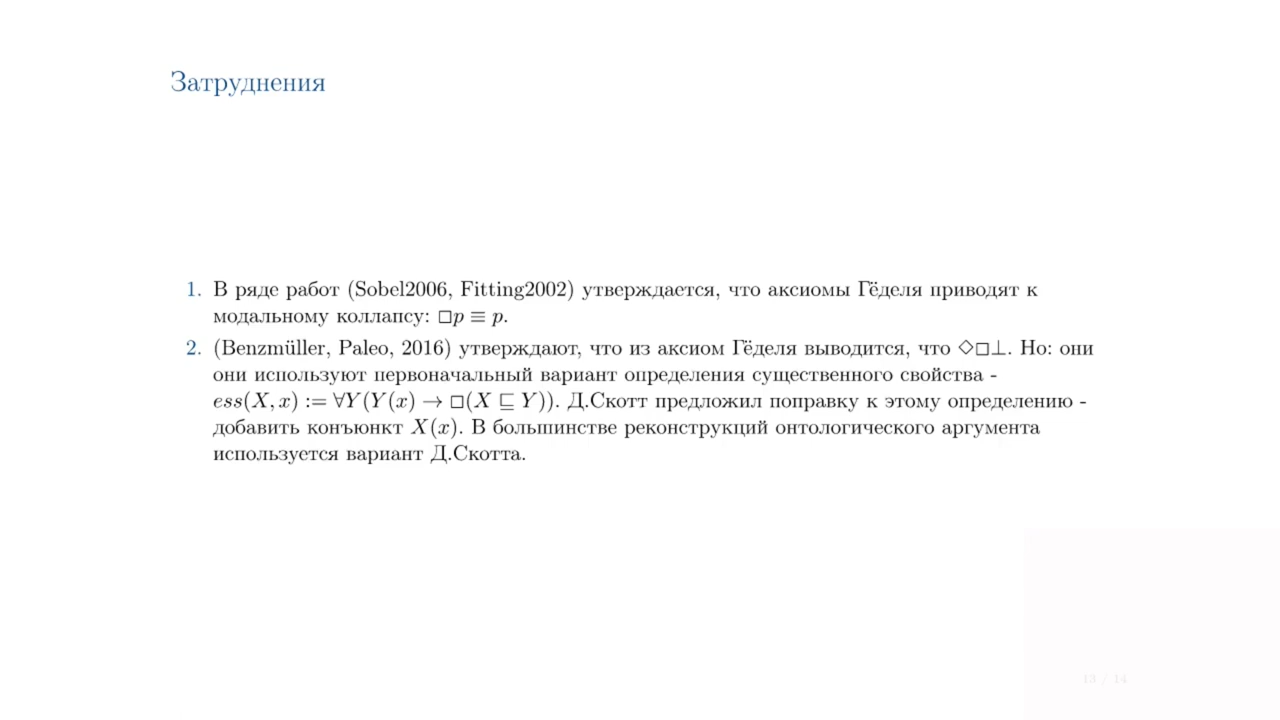 Затруднения
1. В ряде работ (Sobel2006, Fitting2002) утверждается, что аксиомы Гёделя приводят к
модальному коллапсу: □p ≡ p.
2. (Benzmüller, Paleo, 2016) утверждают, что из аксиом Гёделя выводится, что ◇□⊥. Но: они
они используют первоначальный вариант определения существенного свойства -
ess(X, x) := ∀Y(Y(x) → □(X ⊑ Y)). Д.Скотт предложил поправку к этому определению -
добавить конъюнкт X(x). В большинстве реконструкций онтологического аргумента
используется вариант Д.Скотта.
13 / 14